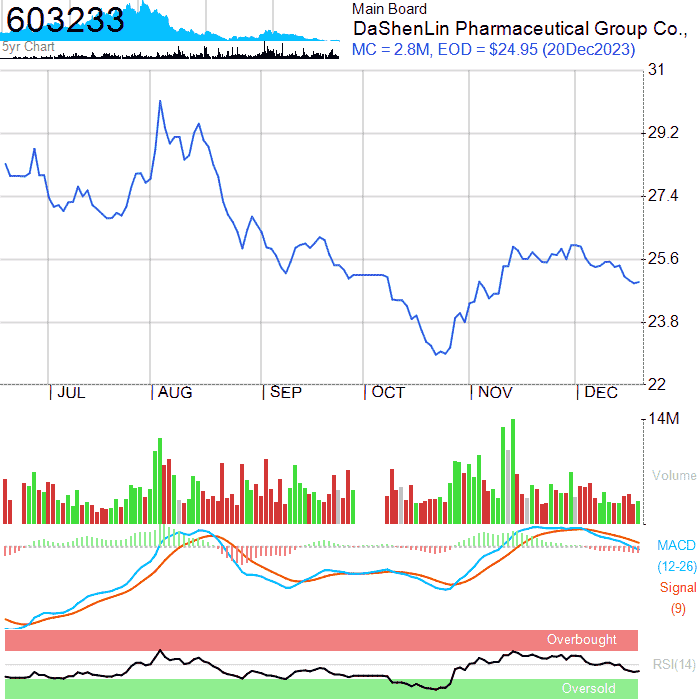 603233
5yr Chart
Main Board
DaShenLin Pharmaceutical Group Co.,
MC = 2.8M, EOD = $24.95 (20Dec2023)
31
29.2
27.4
25.6
23.8
22
JUL AUG SEP OCT NOV DEC
14M
Volume
MACD
(12-26)
Signal
(9)
Overbought
RSI(14)
Oversold